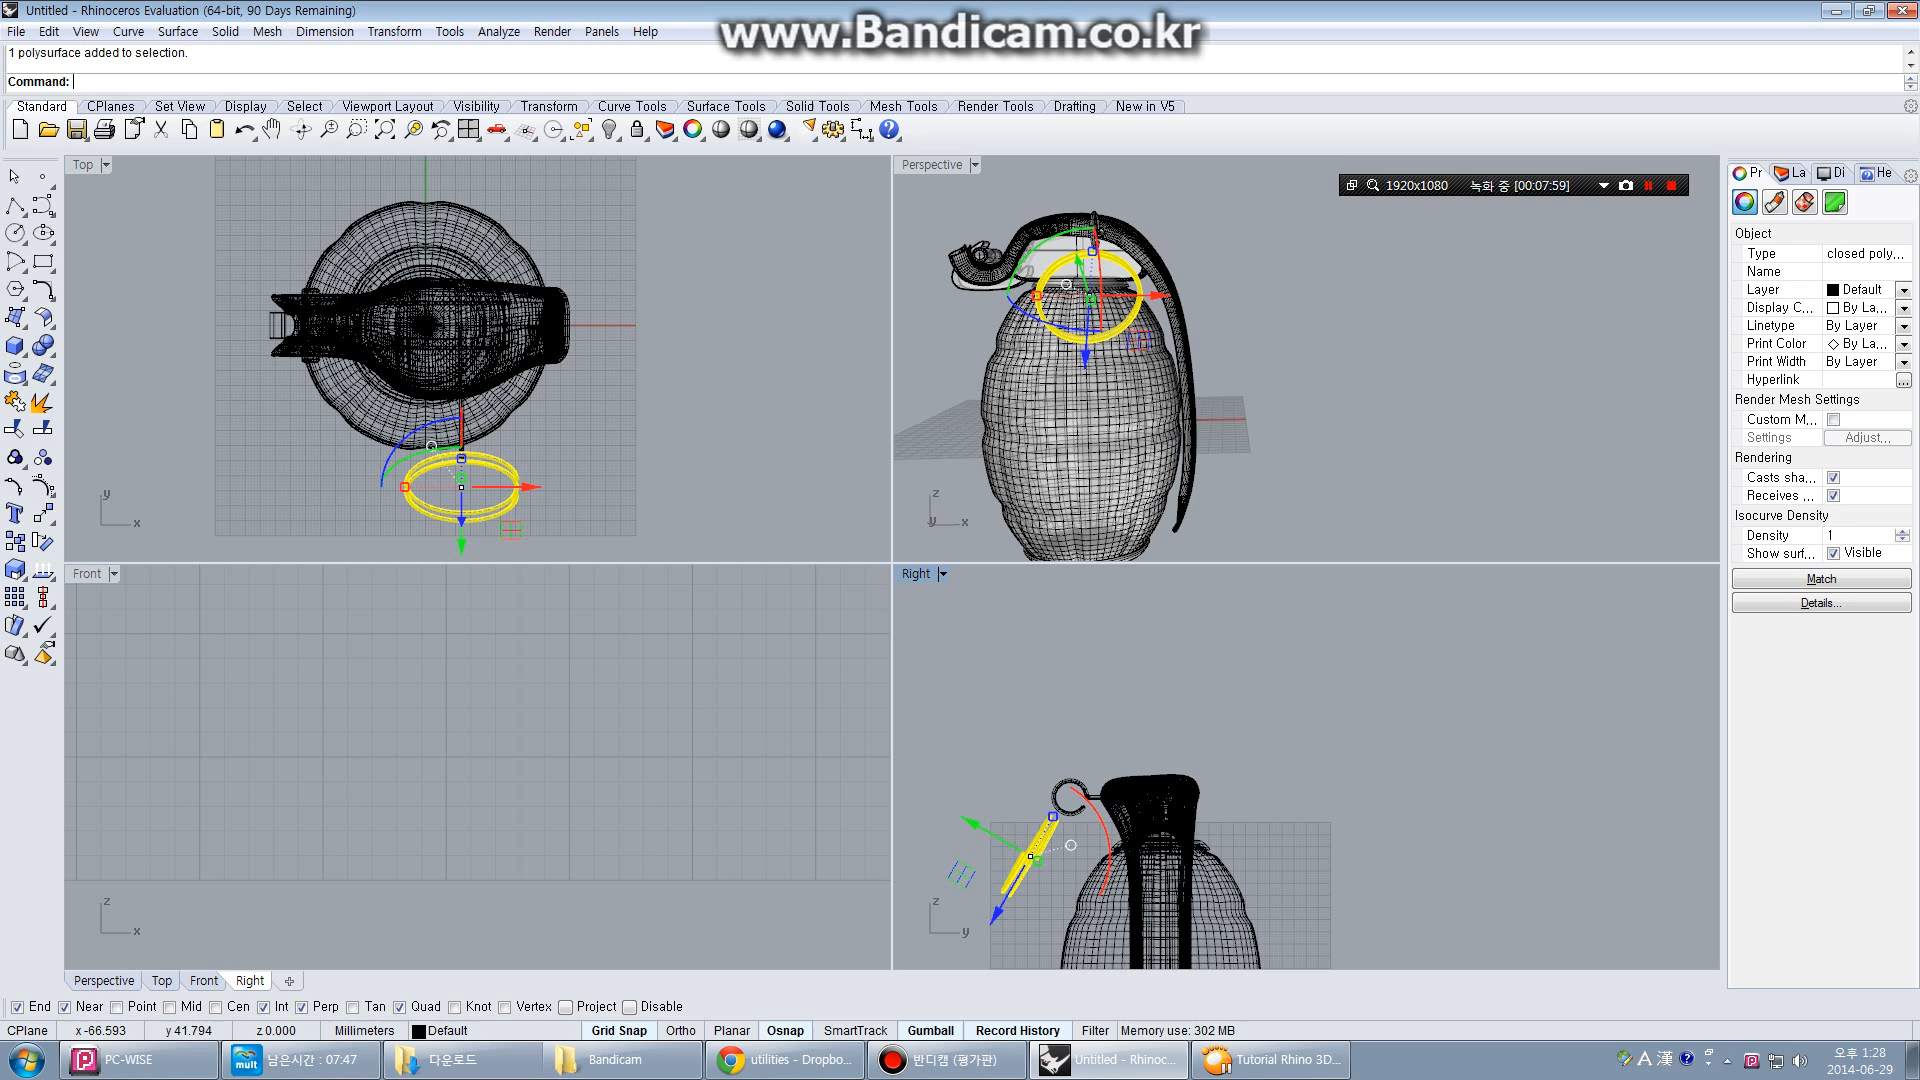 Untitled - Rhinoceros Evaluation (64-bit, 90 Days Remaining)
www.Bandicam.co.kr
File Edit View Curve Surface Solid Mesh Dimension Transform Tools Analyze Render Panels Help
1 polysurface added to selection.
Command:
Standard CPlanes Set View Display Select Viewport Layout Visibility Transform Curve Tools Surface Tools Solid Tools Mesh Tools Render Tools Drafting New in V5
Top
Perspective
1920x1080 녹화 중 [00:07:59]
Pr La Di He
Object
Type closed poly...
Name
Layer Default
Display C... By La...
Linetype By Layer
Print Color By La...
Print Width By Layer
Hyperlink ...
Render Mesh Settings
Custom M...
Settings Adjust...
Rendering
Casts sha...
Receives ...
Isocurve Density
Density 1
Show surf... Visible
Match
Details...
y
x
z
y x
Front
Right
z
x
z
y
Perspective Top Front Right
End Near Point Mid Cen Int Perp Tan Quad Knot Vertex Project Disable
CPlane x -66.593 y 41.794 z 0.000 Millimeters Default Grid Snap Ortho Planar Osnap SmartTrack Gumball Record History Filter Memory use: 302 MB
PC-WISE
mult 남은시간 : 07:47
다운로드
Bandicam
utilities - Dropbo...
반디캠 (평가판)
Untitled - Rhinoc...
Tutorial Rhino 3D...
A 漢
오후 1:28
2014-06-29